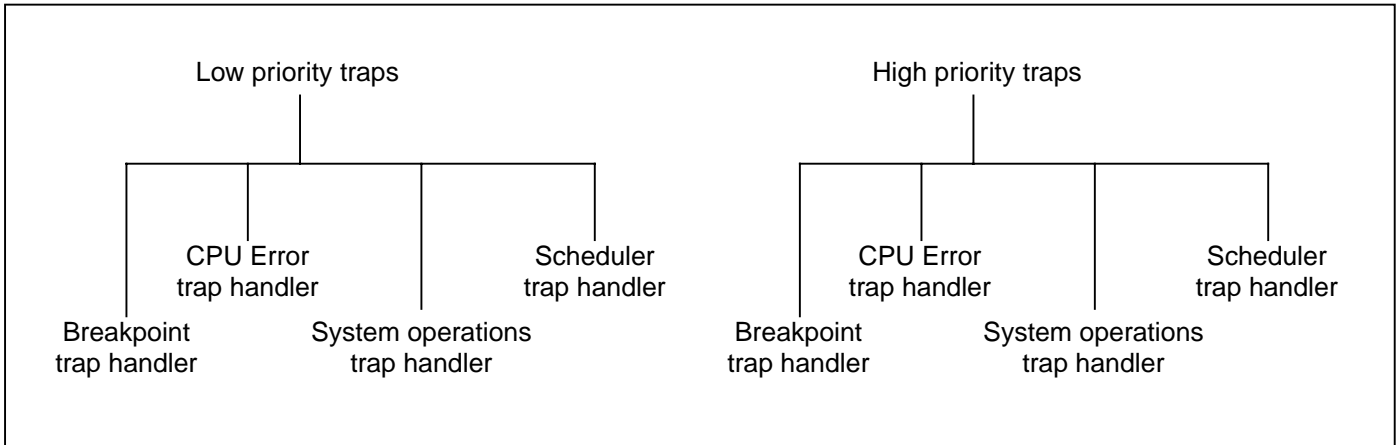 Low priority traps
High priority traps
CPU Error
trap handler
Scheduler
trap handler
Breakpoint
trap handler
System operations
trap handler
CPU Error
trap handler
Scheduler
trap handler
Breakpoint
trap handler
System operations
trap handler